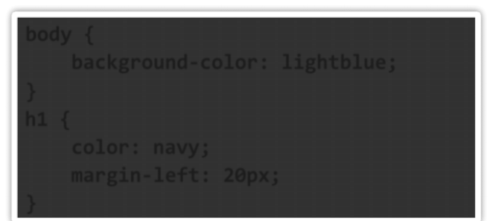 body {
    background-color: lightblue;
}
h1 {
    color: navy;
    margin-left: 20px;
}